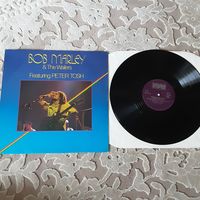 BOB MARLEY
& The Wailers
Featuring PETER TOSH